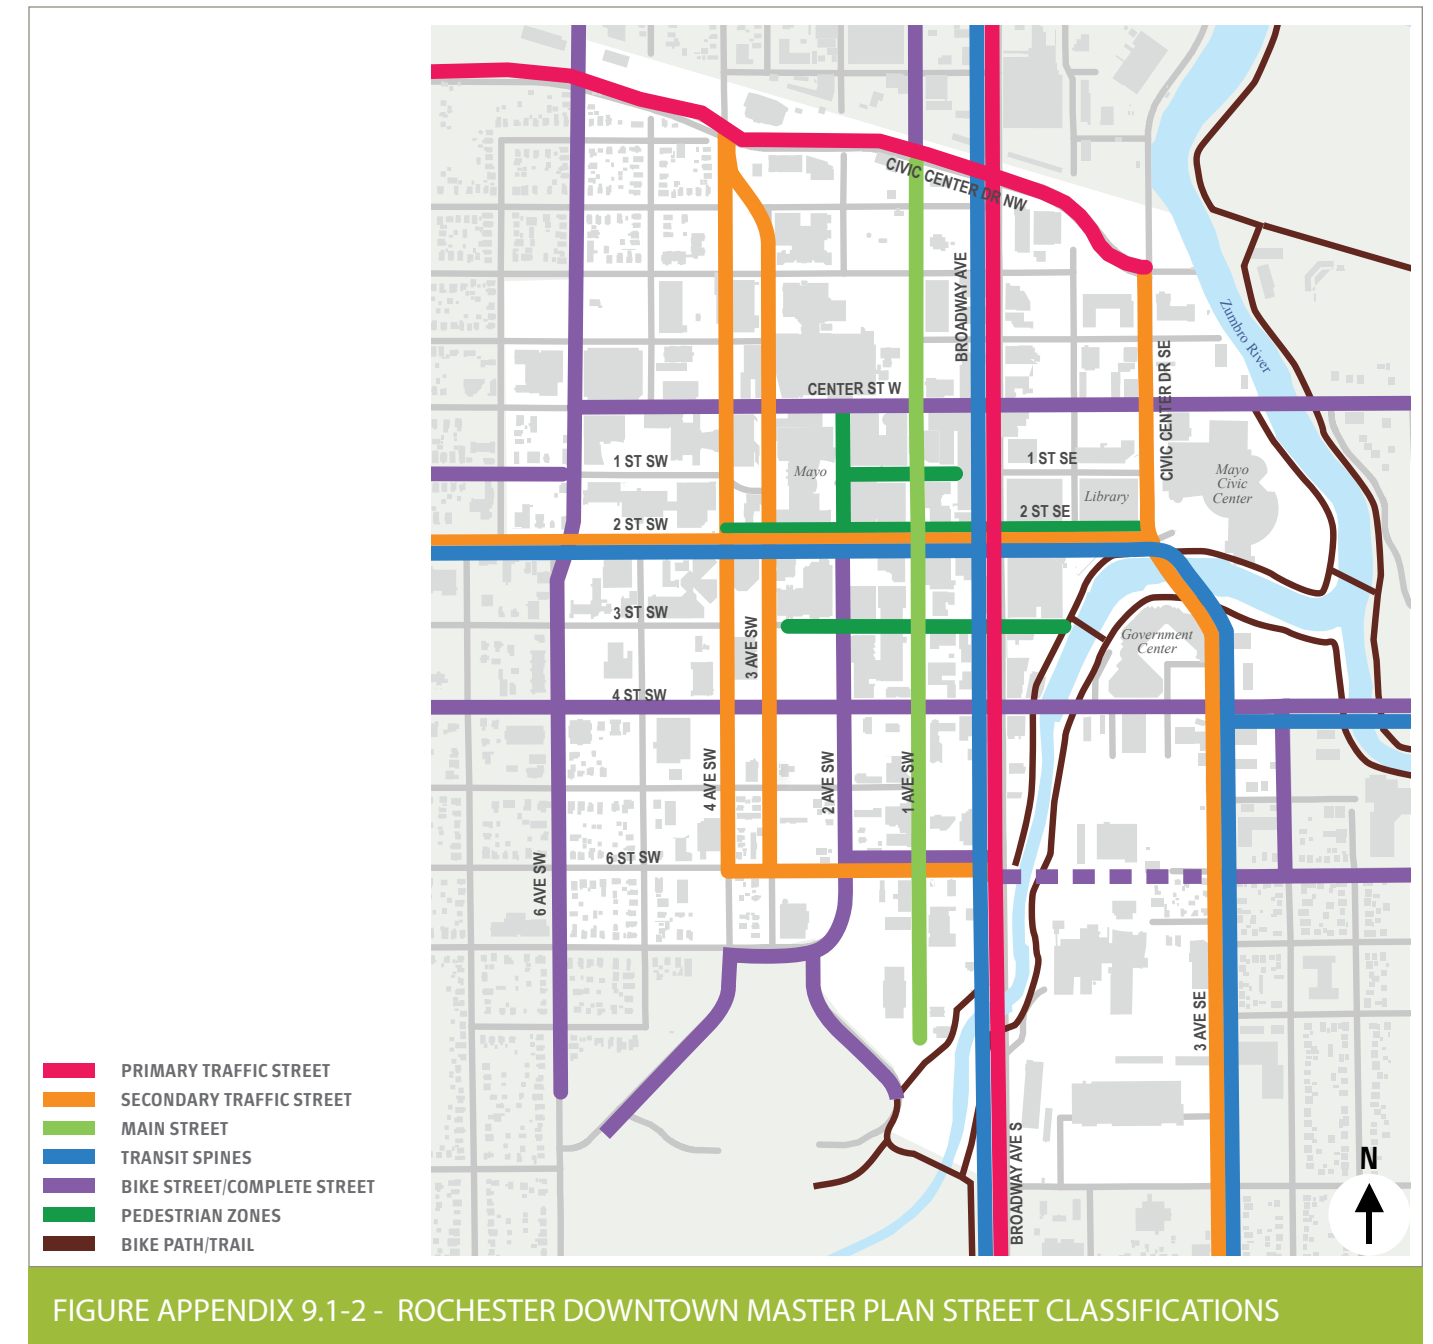 CIVIC CENTER DR NW
BROADWAY AVE
Zumbro River
CIVIC CENTER DR SE
CENTER ST W
1 ST SW
Mayo
1 ST SE
Library
Mayo
Civic
Center
2 ST SW
2 ST SE
3 ST SW
3 AVE SW
Government
Center
4 ST SW
4 AVE SW
2 AVE SW
1 AVE SW
6 ST SW
6 AVE SW
3 AVE SE
BROADWAY AVE S
N
PRIMARY TRAFFIC STREET
SECONDARY TRAFFIC STREET
MAIN STREET
TRANSIT SPINES
BIKE STREET/COMPLETE STREET
PEDESTRIAN ZONES
BIKE PATH/TRAIL
FIGURE APPENDIX 9.1-2 - ROCHESTER DOWNTOWN MASTER PLAN STREET CLASSIFICATIONS